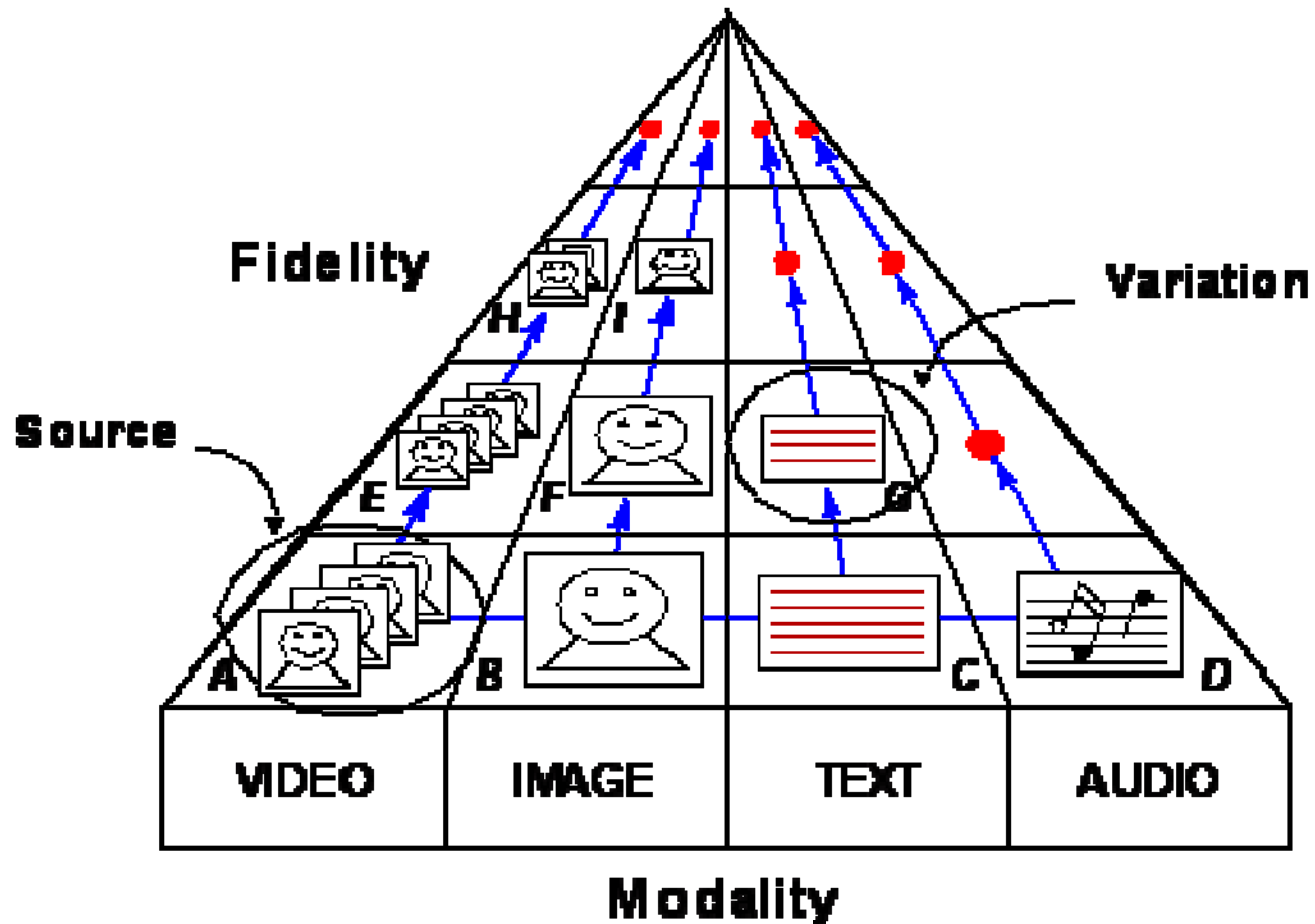 Fidelity
Variation
H
I
Source
E
F
G
A
B
C
D
VIDEO
IMAGE
TEXT
AUDIO
Modality